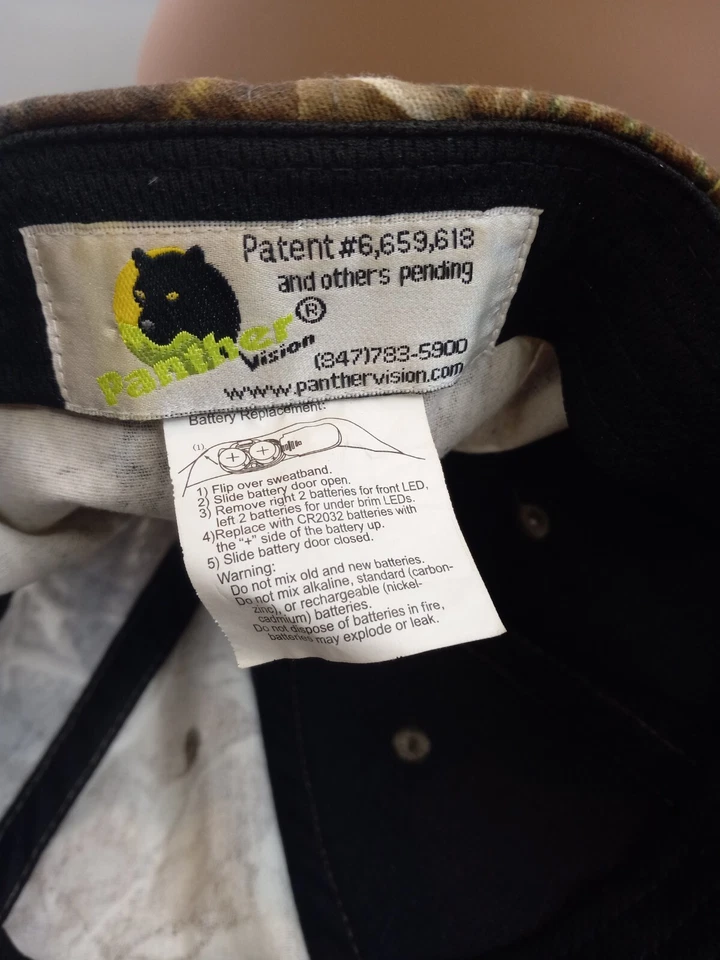 Patent #6,659,618
and others pending
Panther®
Vision
(847)783-5900
www.panthervision.com
Battery Replacement:
(1)
+ +
1) Flip over sweatband.
2) Slide battery door open.
3) Remove right 2 batteries for front LED,
left 2 batteries for under brim LEDs.
4)Replace with CR2032 batteries with
the "+" side of the battery up.
5) Slide battery door closed.
Warning:
Do not mix old and new batteries.
Do not mix alkaline, standard (carbon-
zinc), or rechargeable (nickel-
cadmium) batteries.
Do not dispose of batteries in fire,
batteries may explode or leak.